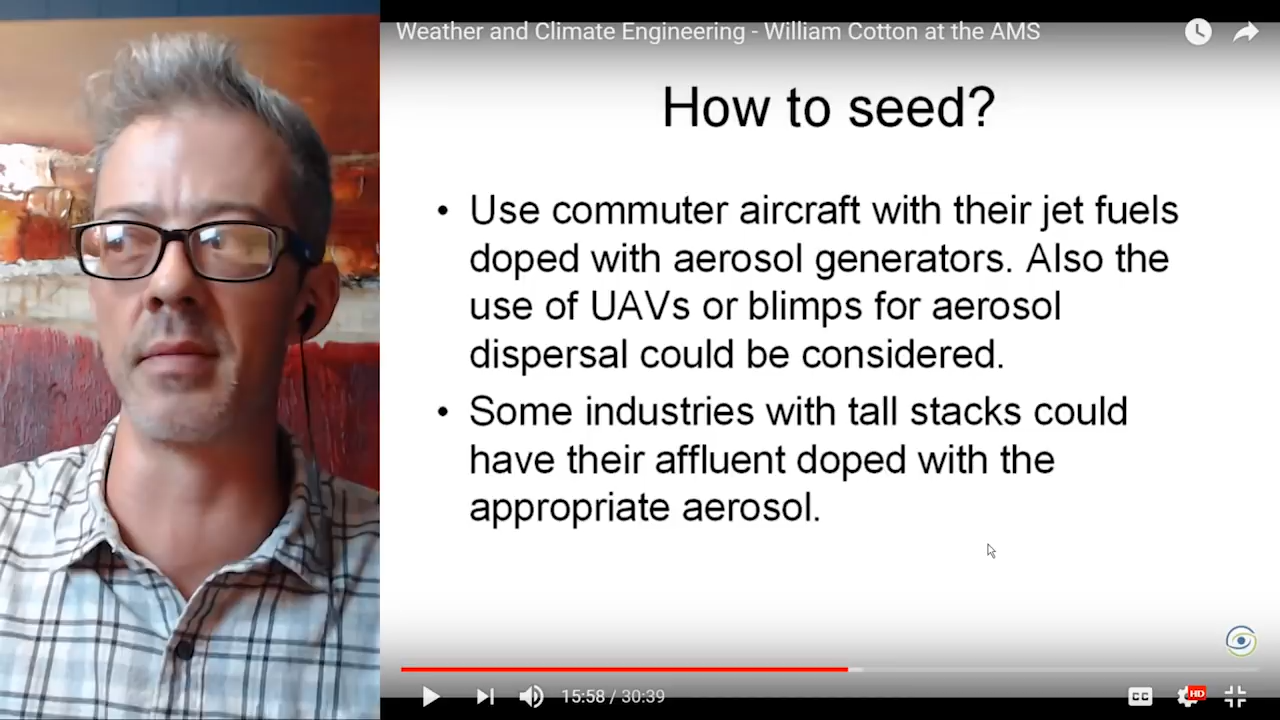 Weather and Climate Engineering - William Cotton at the AMS
How to seed?
• Use commuter aircraft with their jet fuels
doped with aerosol generators. Also the
use of UAVs or blimps for aerosol
dispersal could be considered.
• Some industries with tall stacks could
have their affluent doped with the
appropriate aerosol.
15:58 / 30:39
CC
HD